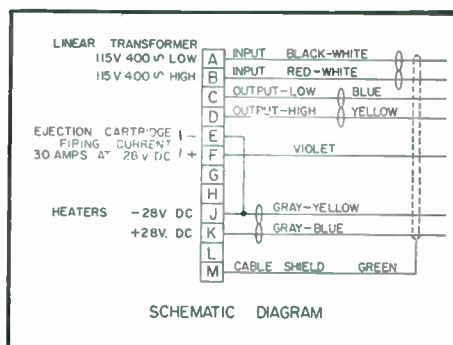 LINEAR TRANSFORMER
115V 400 ∿ LOW A INPUT BLACK-WHITE
115V 400 ∿ HIGH B INPUT RED-WHITE
C OUTPUT-LOW BLUE
D OUTPUT-HIGH YELLOW
EJECTION CARTRIDGE - E
FIRING CURRENT
30 AMPS AT 28 V DC + F VIOLET
G
H
HEATERS -28V DC J GRAY-YELLOW
+28V. DC K GRAY-BLUE
L
M CABLE SHIELD GREEN
SCHEMATIC DIAGRAM